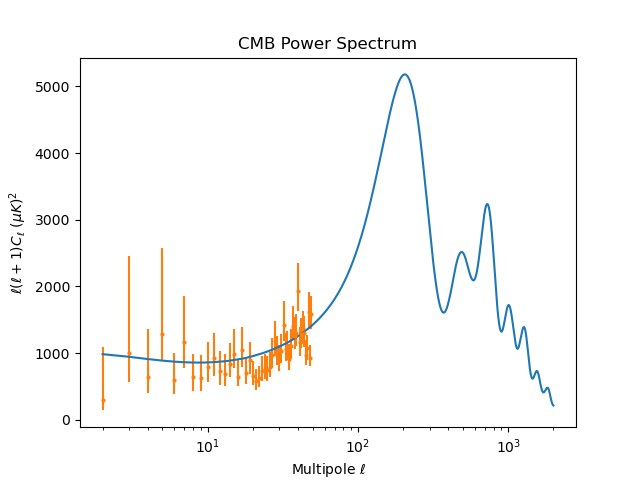 CMB Power Spectrum
ℓ(ℓ + 1)Cℓ (μK)²
5000
4000
3000
2000
1000
0
10¹ 10² 10³
Multipole ℓ